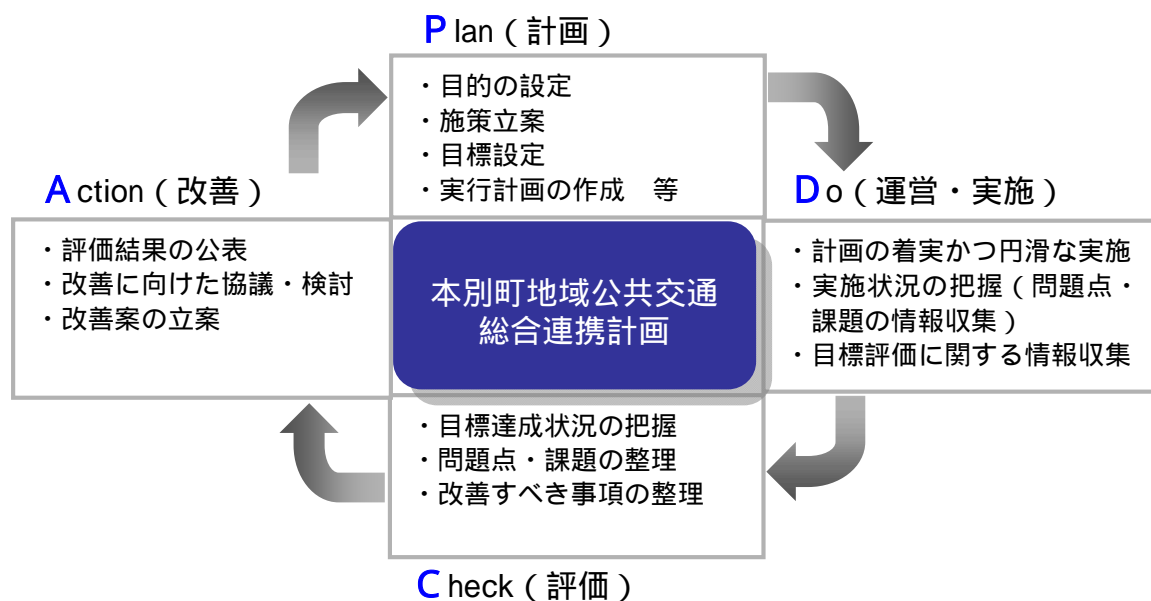 Plan（計画）
・目的の設定
・施策立案
・目標設定
・実行計画の作成　等
Action（改善）
・評価結果の公表
・改善に向けた協議・検討
・改善案の立案
本別町地域公共交通
総合連携計画
Do（運営・実施）
・計画の着実かつ円滑な実施
・実施状況の把握（問題点・
課題の情報収集）
・目標評価に関する情報収集
・目標達成状況の把握
・問題点・課題の整理
・改善すべき事項の整理
Check（評価）